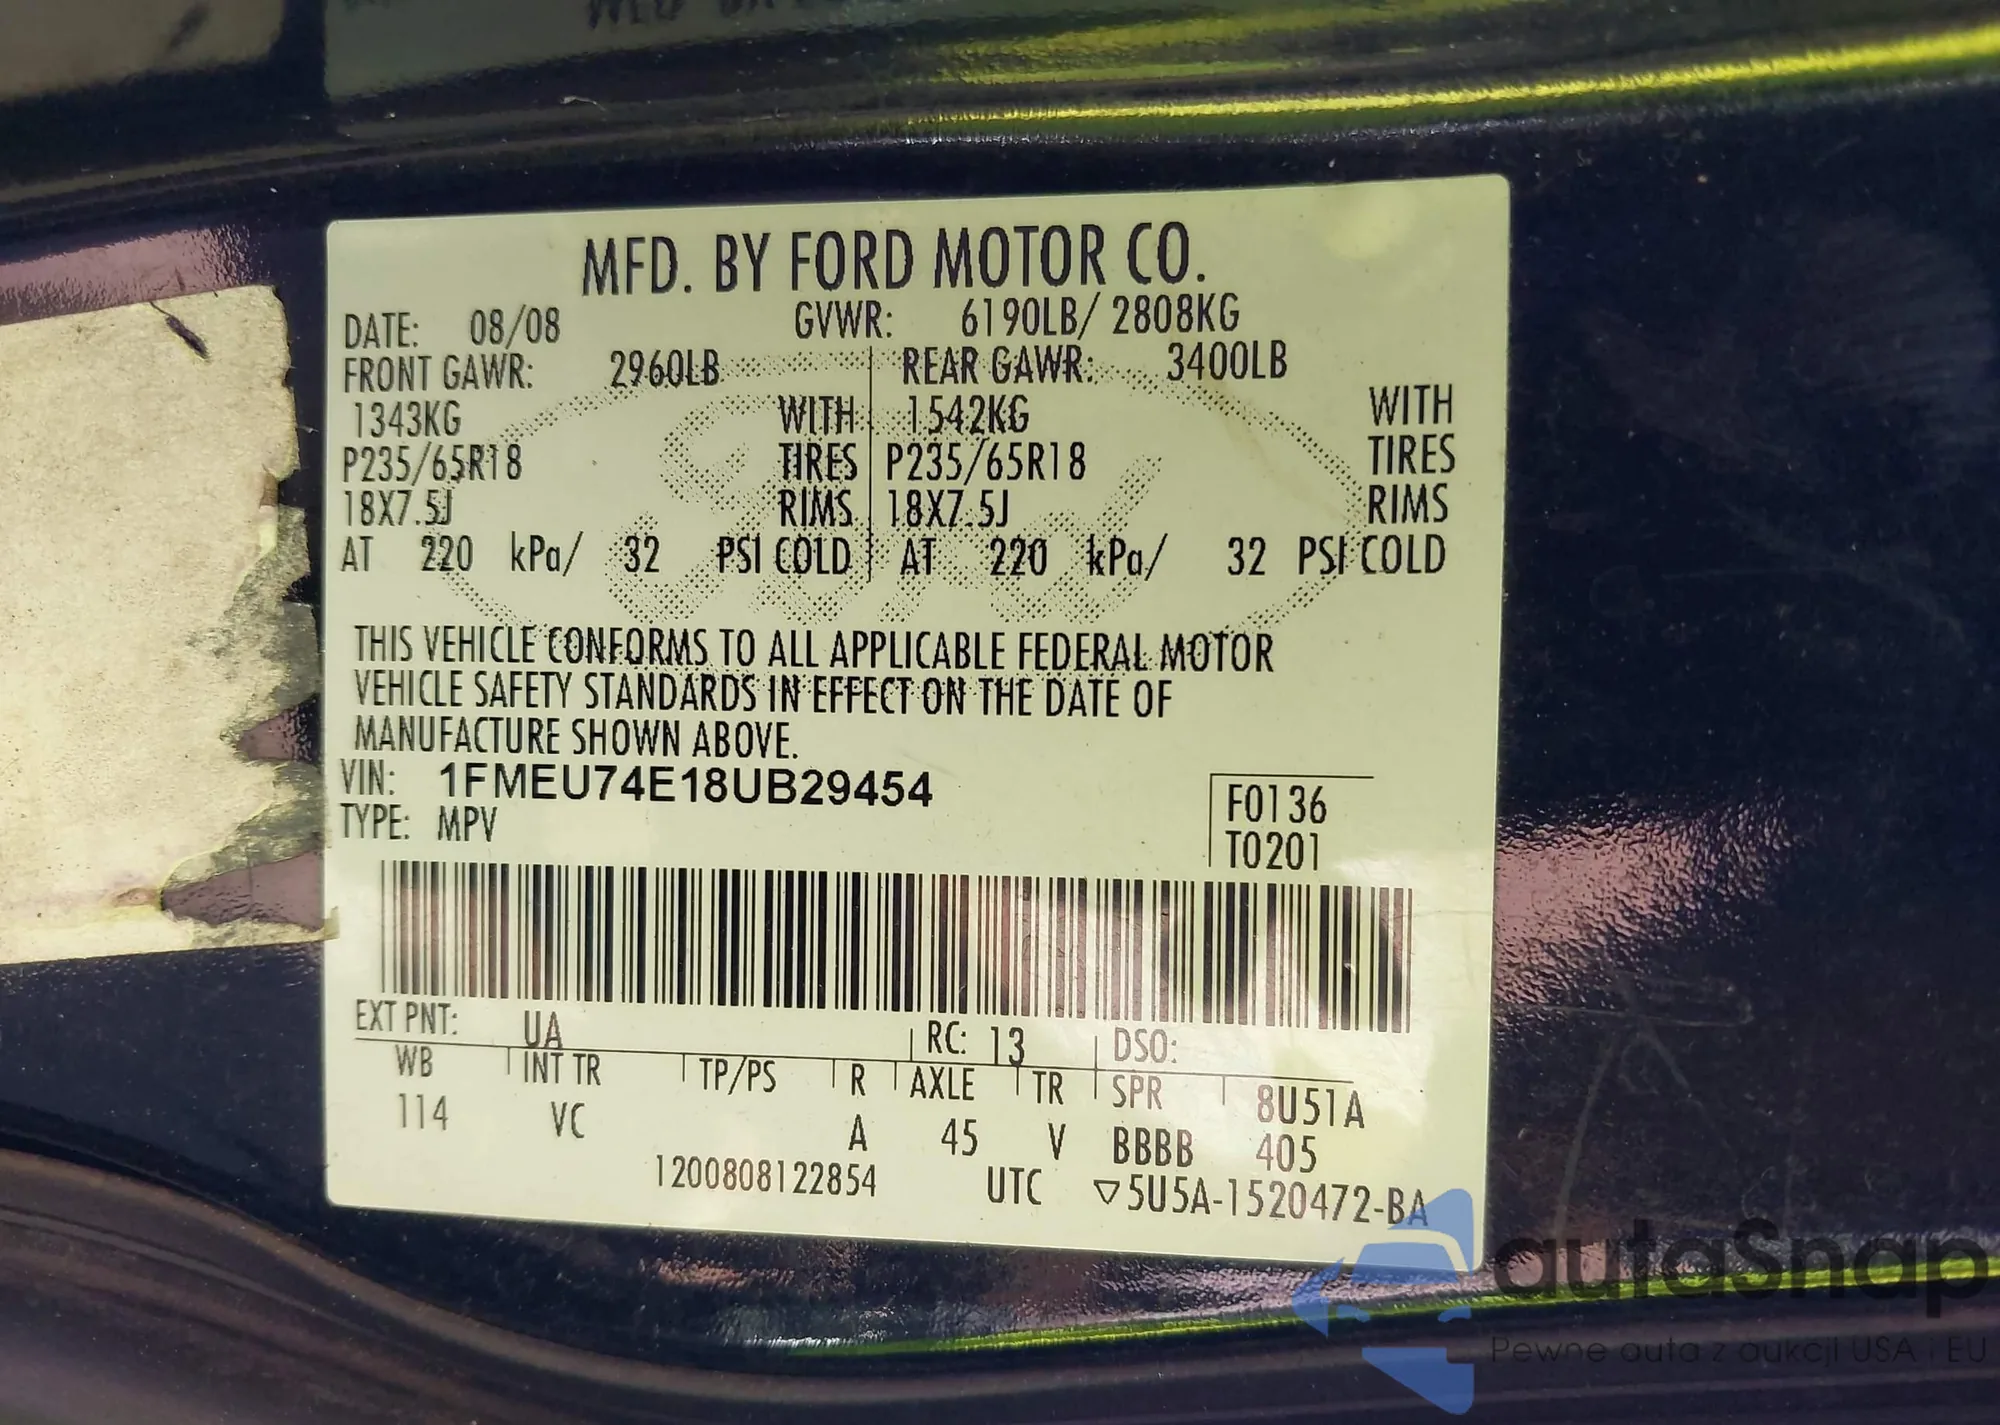 MFD. BY FORD MOTOR CO.
DATE: 08/08 GVWR: 6190LB/ 2808KG
FRONT GAWR: 2960LB REAR GAWR: 3400LB
1343KG WITH 1542KG WITH
P235/65R18 TIRES P235/65R18 TIRES
18X7.5J RIMS 18X7.5J RIMS
AT 220 kPa/ 32 PSI COLD AT 220 kPa/ 32 PSI COLD
Ford
THIS VEHICLE CONFORMS TO ALL APPLICABLE FEDERAL MOTOR
VEHICLE SAFETY STANDARDS IN EFFECT ON THE DATE OF
MANUFACTURE SHOWN ABOVE.
VIN: 1FMEU74E18UB29454
TYPE: MPV
F0136
T0201
EXT PNT: UA RC: 13 DSO:
WB INT TR TP/PS R AXLE TR SPR 8U51A
114 VC A 45 V BBBB 405
1200808122854 UTC ▽5U5A-1520472-BA
autaSnap
Pewne auta z aukcji USA i EU